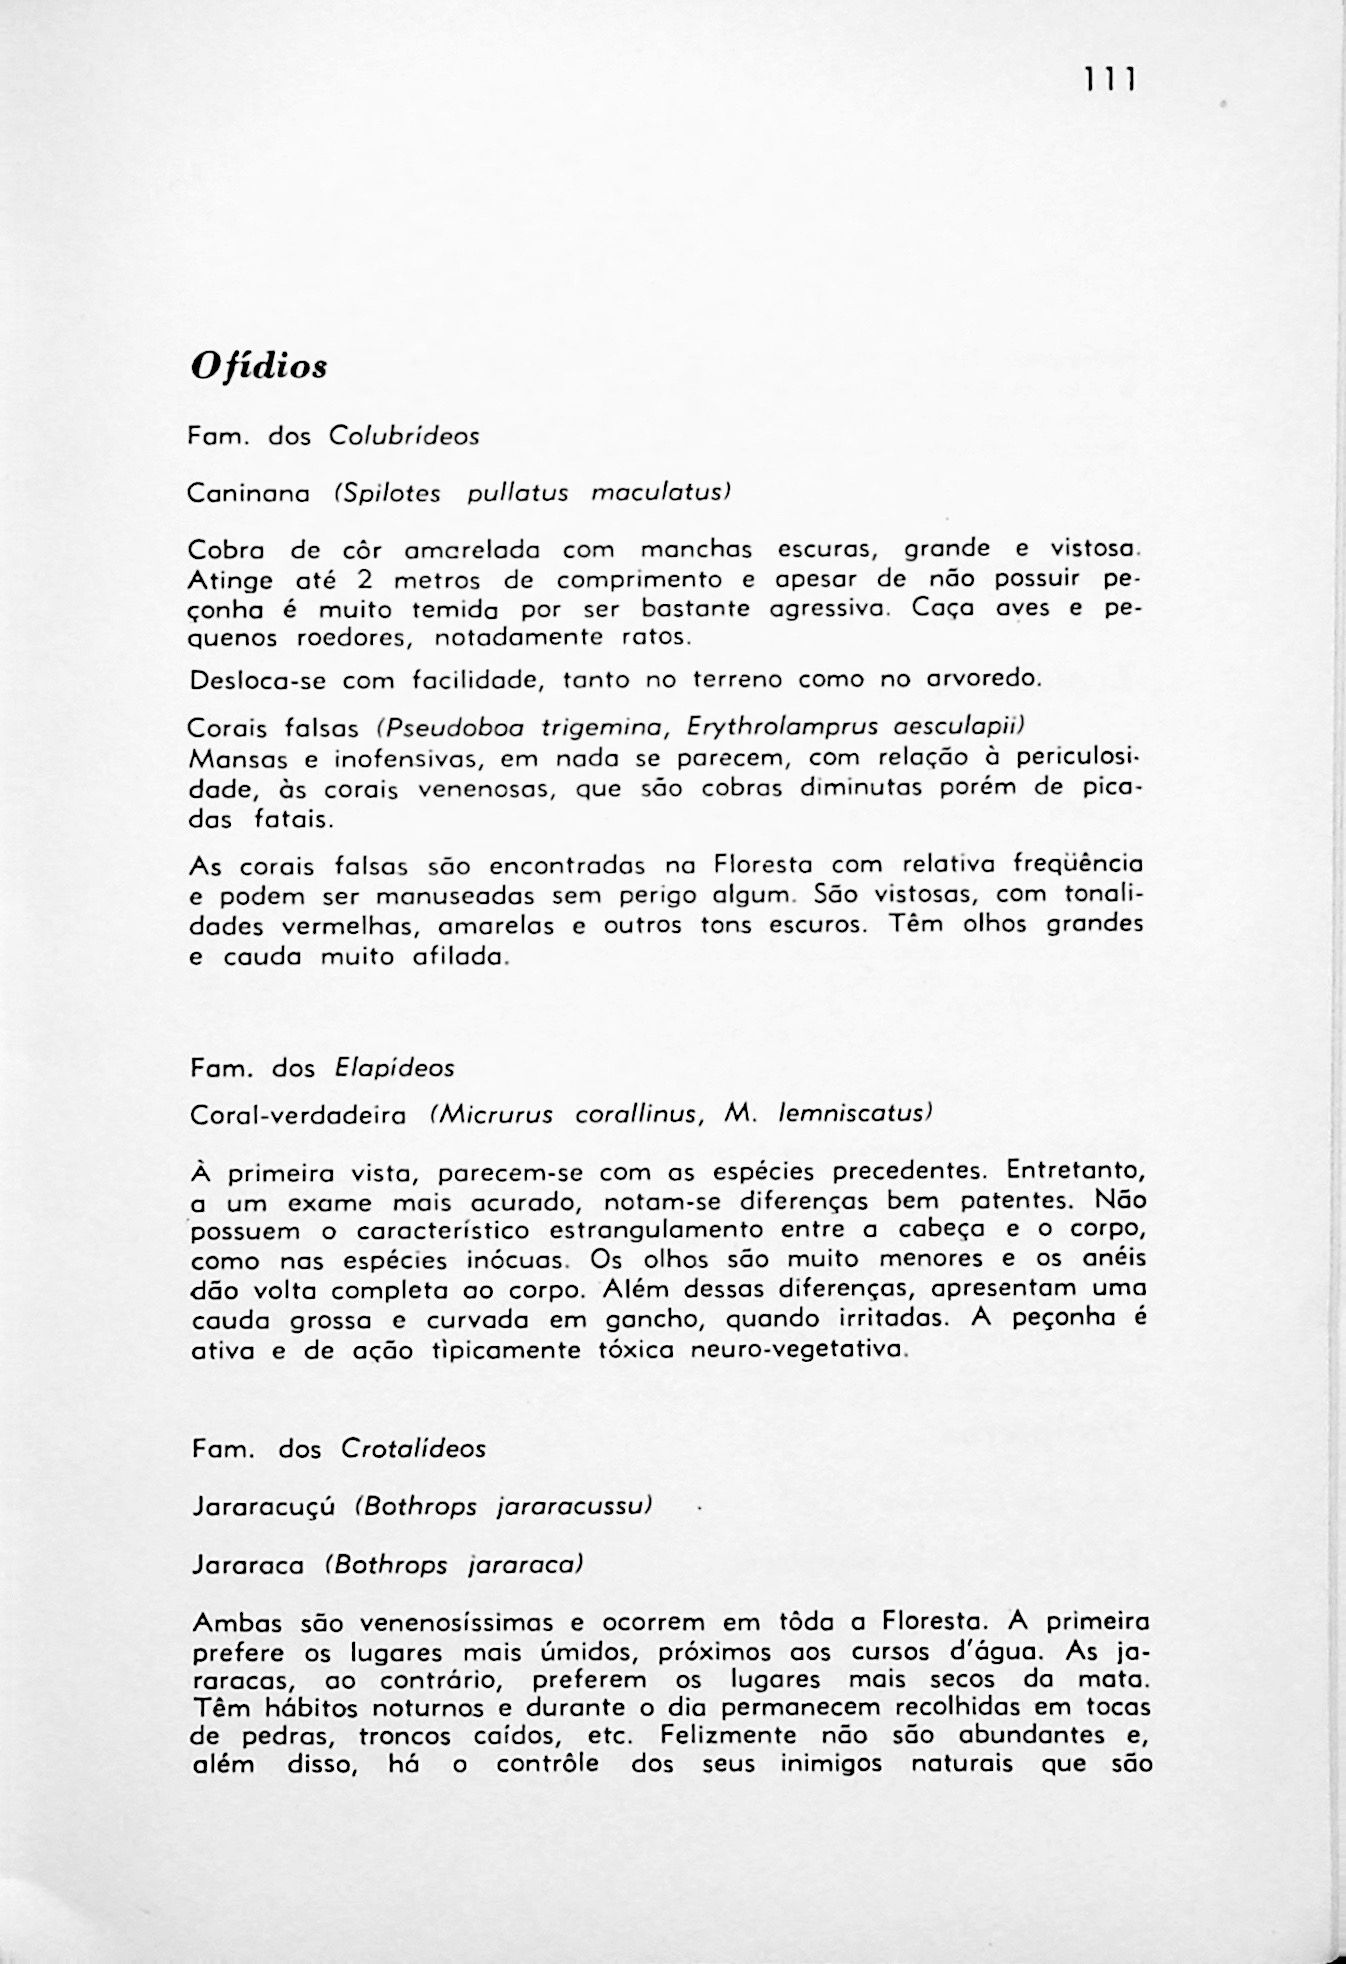 111
Ofídios
Fam. dos Colubrídeos
Caninana (Spilotes pullatus maculatus)
Cobra de côr amarelada com manchas escuras, grande e vistosa.
Atinge até 2 metros de comprimento e apesar de não possuir pe-
çonha é muito temida por ser bastante agressiva. Caça aves e pe-
quenos roedores, notadamente ratos.
Desloca-se com facilidade, tanto no terreno como no arvoredo.
Corais falsas (Pseudoboa trigemina, Erythrolamprus aesculapii)
Mansas e inofensivas, em nada se parecem, com relação à periculosi-
dade, às corais venenosas, que são cobras diminutas porém de pica-
das fatais.
As corais falsas são encontradas na Floresta com relativa freqüência
e podem ser manuseadas sem perigo algum. São vistosas, com tonali-
dades vermelhas, amarelas e outros tons escuros. Têm olhos grandes
e cauda muito afilada.
Fam. dos Elapídeos
Coral-verdadeira (Micrurus corallinus, M. lemniscatus)
À primeira vista, parecem-se com as espécies precedentes. Entretanto,
a um exame mais acurado, notam-se diferenças bem patentes. Não
possuem o característico estrangulamento entre a cabeça e o corpo,
como nas espécies inócuas. Os olhos são muito menores e os anéis
dão volta completa ao corpo. Além dessas diferenças, apresentam uma
cauda grossa e curvada em gancho, quando irritadas. A peçonha é
ativa e de ação tìpicamente tóxica neuro-vegetativa.
Fam. dos Crotalídeos
Jararacuçú (Bothrops jararacussu)
Jararaca (Bothrops jararaca)
Ambas são venenosíssimas e ocorrem em tôda a Floresta. A primeira
prefere os lugares mais úmidos, próximos aos cursos d'água. As ja-
raracas, ao contrário, preferem os lugares mais secos da mata.
Têm hábitos noturnos e durante o dia permanecem recolhidas em tocas
de pedras, troncos caídos, etc. Felizmente não são abundantes e,
além disso, há o contrôle dos seus inimigos naturais que são